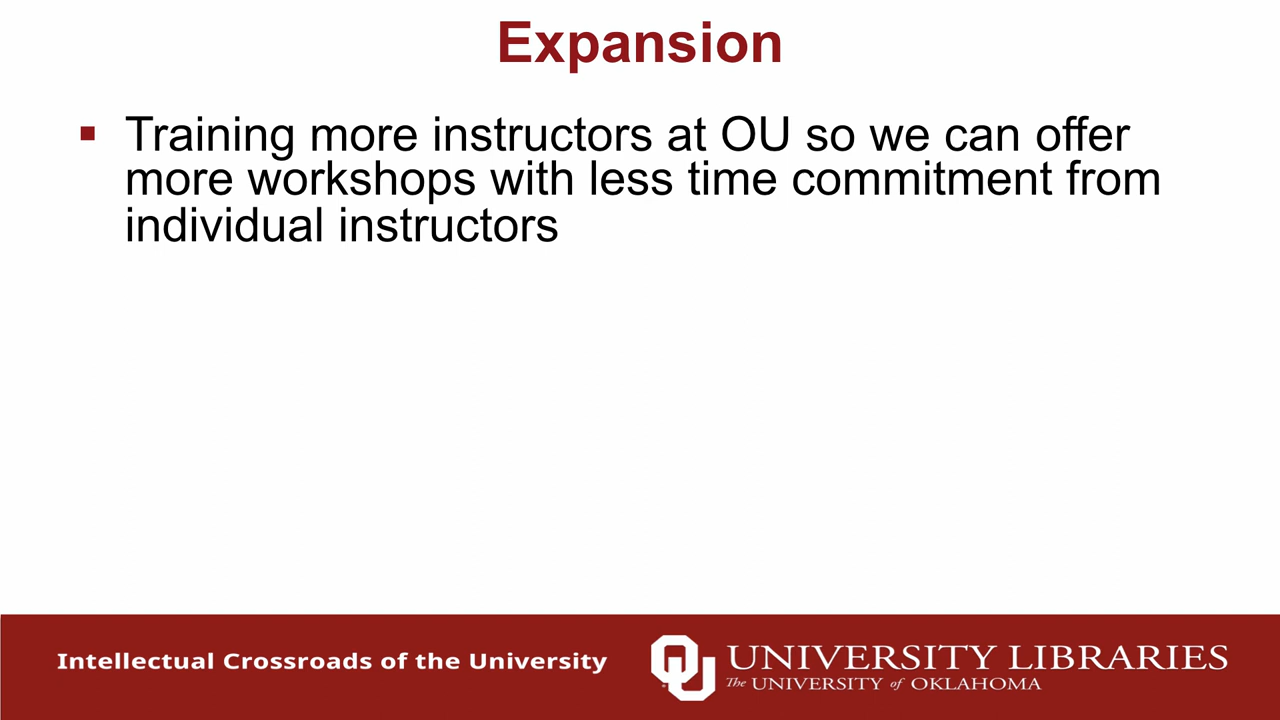 Expansion
Training more instructors at OU so we can offer
more workshops with less time commitment from
individual instructors
Intellectual Crossroads of the University
OU
UNIVERSITY LIBRARIES
The UNIVERSITY of OKLAHOMA